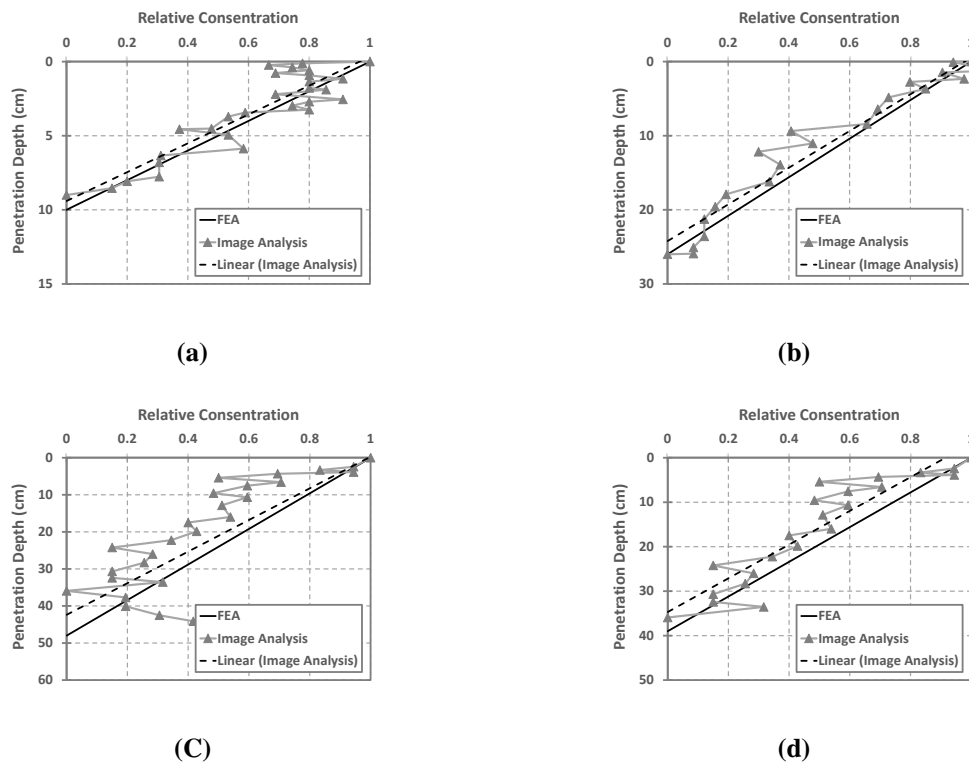 Relative Consentration
0 0.2 0.4 0.6 0.8 1
0
5
10
15
Penetration Depth (cm)
FEA
Image Analysis
Linear (Image Analysis)
(a)
Relative Consentration
0 0.2 0.4 0.6 0.8 1
0
10
20
30
Penetration Depth (cm)
FEA
Image Analysis
Linear (Image Analysis)
(b)
Relative Consentration
0 0.2 0.4 0.6 0.8 1
0
10
20
30
40
50
60
Penetration Depth (cm)
FEA
Image Analysis
Linear (Image Analysis)
(C)
Relative Consentration
0 0.2 0.4 0.6 0.8 1
0
10
20
30
40
50
Penetration Depth (cm)
FEA
Image Analysis
Linear (Image Analysis)
(d)